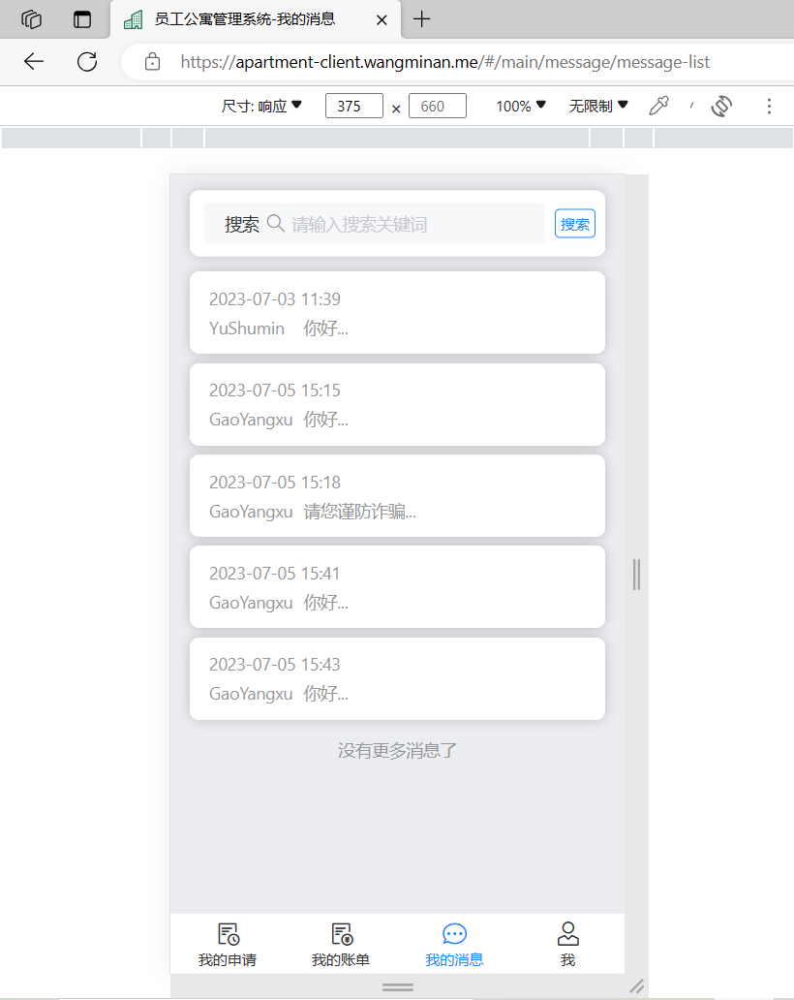 员工公寓管理系统-我的消息
https://apartment-client.wangminan.me/#/main/message/message-list
尺寸: 响应 375 × 660 100% 无限制
搜索 请输入搜索关键词 搜索
2023-07-03 11:39
YuShumin 你好...
2023-07-05 15:15
GaoYangxu 你好...
2023-07-05 15:18
GaoYangxu 请您谨防诈骗...
2023-07-05 15:41
GaoYangxu 你好...
2023-07-05 15:43
GaoYangxu 你好...
没有更多消息了
我的申请 我的账单 我的消息 我